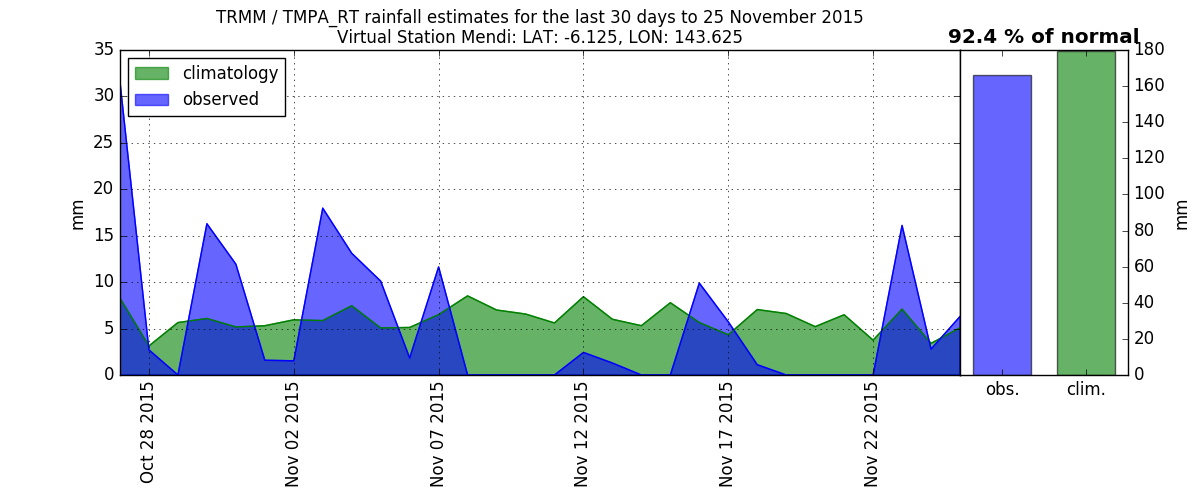 TRMM / TMPA_RT rainfall estimates for the last 30 days to 25 November 2015
Virtual Station Mendi: LAT: -6.125, LON: 143.625
92.4 % of normal
climatology
observed
mm
35
30
25
20
15
10
5
0
Oct 28 2015
Nov 02 2015
Nov 07 2015
Nov 12 2015
Nov 17 2015
Nov 22 2015
obs.
clim.
180
160
140
120
100
80
60
40
20
0
mm